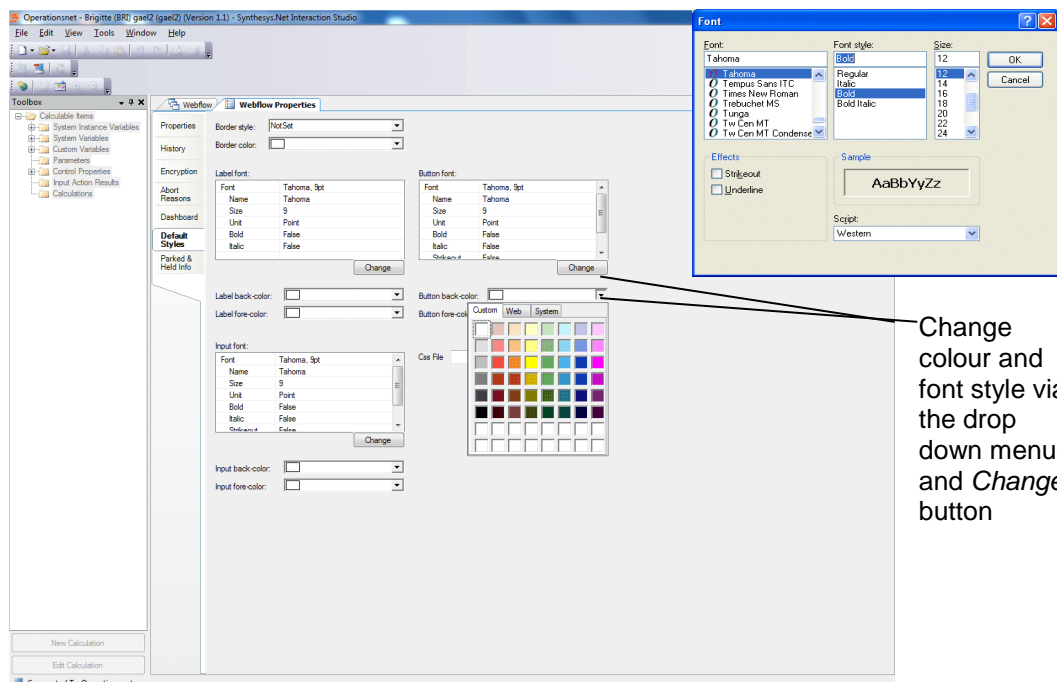 Operationsnet - Brigitte (BRI) gael2 (gael2) (Version 1.1) - Synthesys.Net Interaction Studio
File Edit View Tools Window Help
Toolbox
Calculable Items
System Instance Variables
System Variables
Custom Variables
Parameters
Control Properties
Input Action Results
Calculations
New Calculation
Edit Calculation
Webflow Webflow Properties
Properties
History
Encryption
Abort
Reasons
Dashboard
Default
Styles
Parked &
Held Info
Border style: NotSet
Border color:
Label font:
Font Tahoma, 9pt
Name Tahoma
Size 9
Unit Point
Bold False
Italic False
Change
Button font:
Font Tahoma, 9pt
Name Tahoma
Size 9
Unit Point
Bold False
Italic False
Strikeout False
Change
Label back-color:
Label fore-color:
Button back-color:
Button fore-col
Custom Web System
Css File
Input font:
Font Tahoma, 9pt
Name Tahoma
Size 9
Unit Point
Bold False
Italic False
Strikeout False
Change
Input back-color:
Input fore-color:
Font
Font: Font style: Size:
Tahoma Bold 12
OK
Cancel
Tahoma
Tempus Sans ITC
Times New Roman
Trebuchet MS
Tunga
Tw Cen MT
Tw Cen MT Condense
Regular
Italic
Bold
Bold Italic
12
14
16
18
20
22
24
Effects
Strikeout
Underline
Sample
AaBbYyZz
Script:
Western
Change
colour and
font style via
the drop
down menu
and Change
button